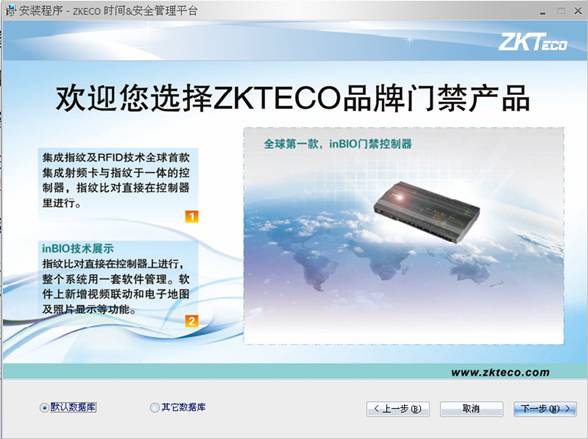 安装程序 - ZKECO 时间&安全管理平台
ZKTeco
欢迎您选择ZKTECO品牌门禁产品
集成指纹及RFID技术全球首款
集成射频卡与指纹于一体的控
制器，指纹比对直接在控制器
里进行。
1
inBIO技术展示
指纹比对直接在控制器上进行，
整个系统用一套软件管理。软
件上新增视频联动和电子地图
及照片显示等功能。
2
全球第一款，inBIO门禁控制器
www.zkteco.com
默认数据库
其它数据库
< 上一步(B)
取消
下一步(N) >